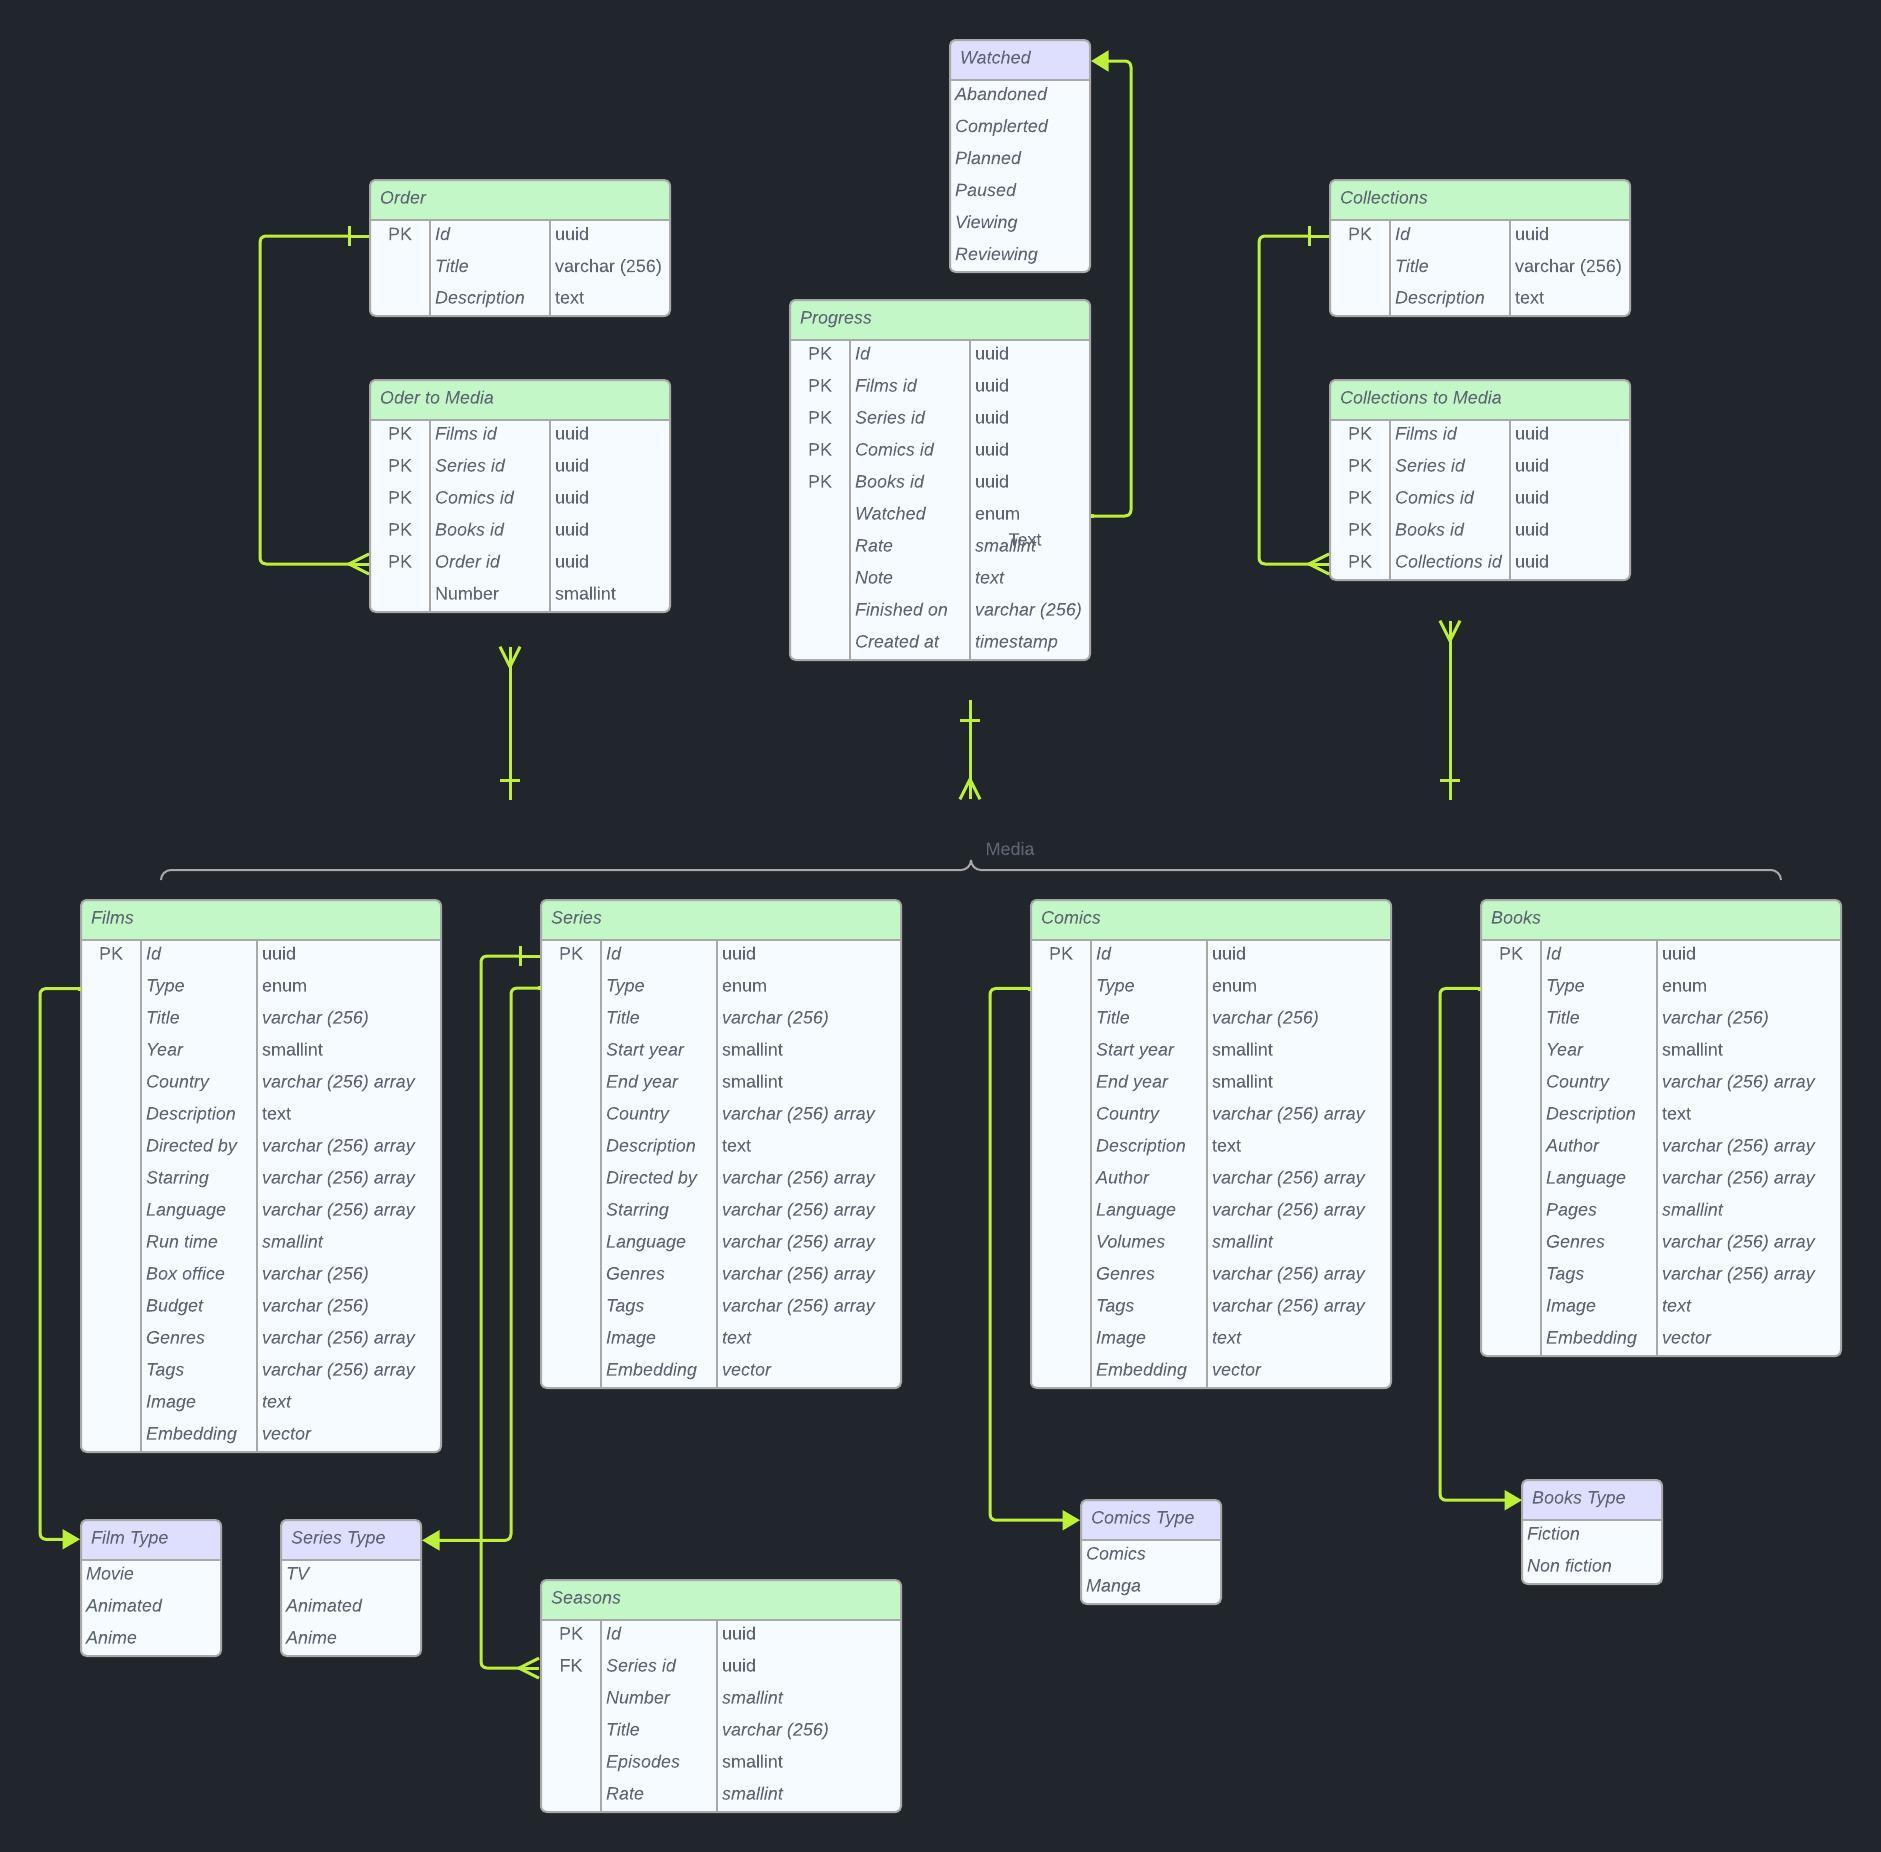 Watched
Abandoned
Complerted
Planned
Paused
Viewing
Reviewing
Order
PK Id uuid
Title varchar (256)
Description text
Collections
PK Id uuid
Title varchar (256)
Description text
Progress
PK Id uuid
PK Films id uuid
PK Series id uuid
PK Comics id uuid
PK Books id uuid
Watched enum
Text
Rate smallint
Note text
Finished on varchar (256)
Created at timestamp
Oder to Media
PK Films id uuid
PK Series id uuid
PK Comics id uuid
PK Books id uuid
PK Order id uuid
Number smallint
Collections to Media
PK Films id uuid
PK Series id uuid
PK Comics id uuid
PK Books id uuid
PK Collections id uuid
Media
Films
PK Id uuid
Type enum
Title varchar (256)
Year smallint
Country varchar (256) array
Description text
Directed by varchar (256) array
Starring varchar (256) array
Language varchar (256) array
Run time smallint
Box office varchar (256)
Budget varchar (256)
Genres varchar (256) array
Tags varchar (256) array
Image text
Embedding vector
Series
PK Id uuid
Type enum
Title varchar (256)
Start year smallint
End year smallint
Country varchar (256) array
Description text
Directed by varchar (256) array
Starring varchar (256) array
Language varchar (256) array
Genres varchar (256) array
Tags varchar (256) array
Image text
Embedding vector
Comics
PK Id uuid
Type enum
Title varchar (256)
Start year smallint
End year smallint
Country varchar (256) array
Description text
Author varchar (256) array
Language varchar (256) array
Volumes smallint
Genres varchar (256) array
Tags varchar (256) array
Image text
Embedding vector
Books
PK Id uuid
Type enum
Title varchar (256)
Year smallint
Country varchar (256) array
Description text
Author varchar (256) array
Language varchar (256) array
Pages smallint
Genres varchar (256) array
Tags varchar (256) array
Image text
Embedding vector
Film Type
Movie
Animated
Anime
Series Type
TV
Animated
Anime
Comics Type
Comics
Manga
Books Type
Fiction
Non fiction
Seasons
PK Id uuid
FK Series id uuid
Number smallint
Title varchar (256)
Episodes smallint
Rate smallint